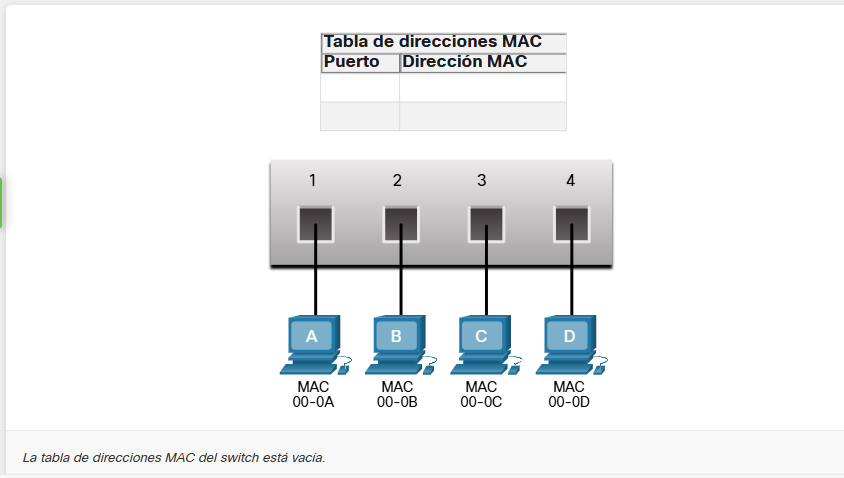 Tabla de direcciones MAC
Puerto Dirección MAC
1 2 3 4
A B C D
MAC MAC MAC MAC
00-0A 00-0B 00-0C 00-0D
La tabla de direcciones MAC del switch está vacía.